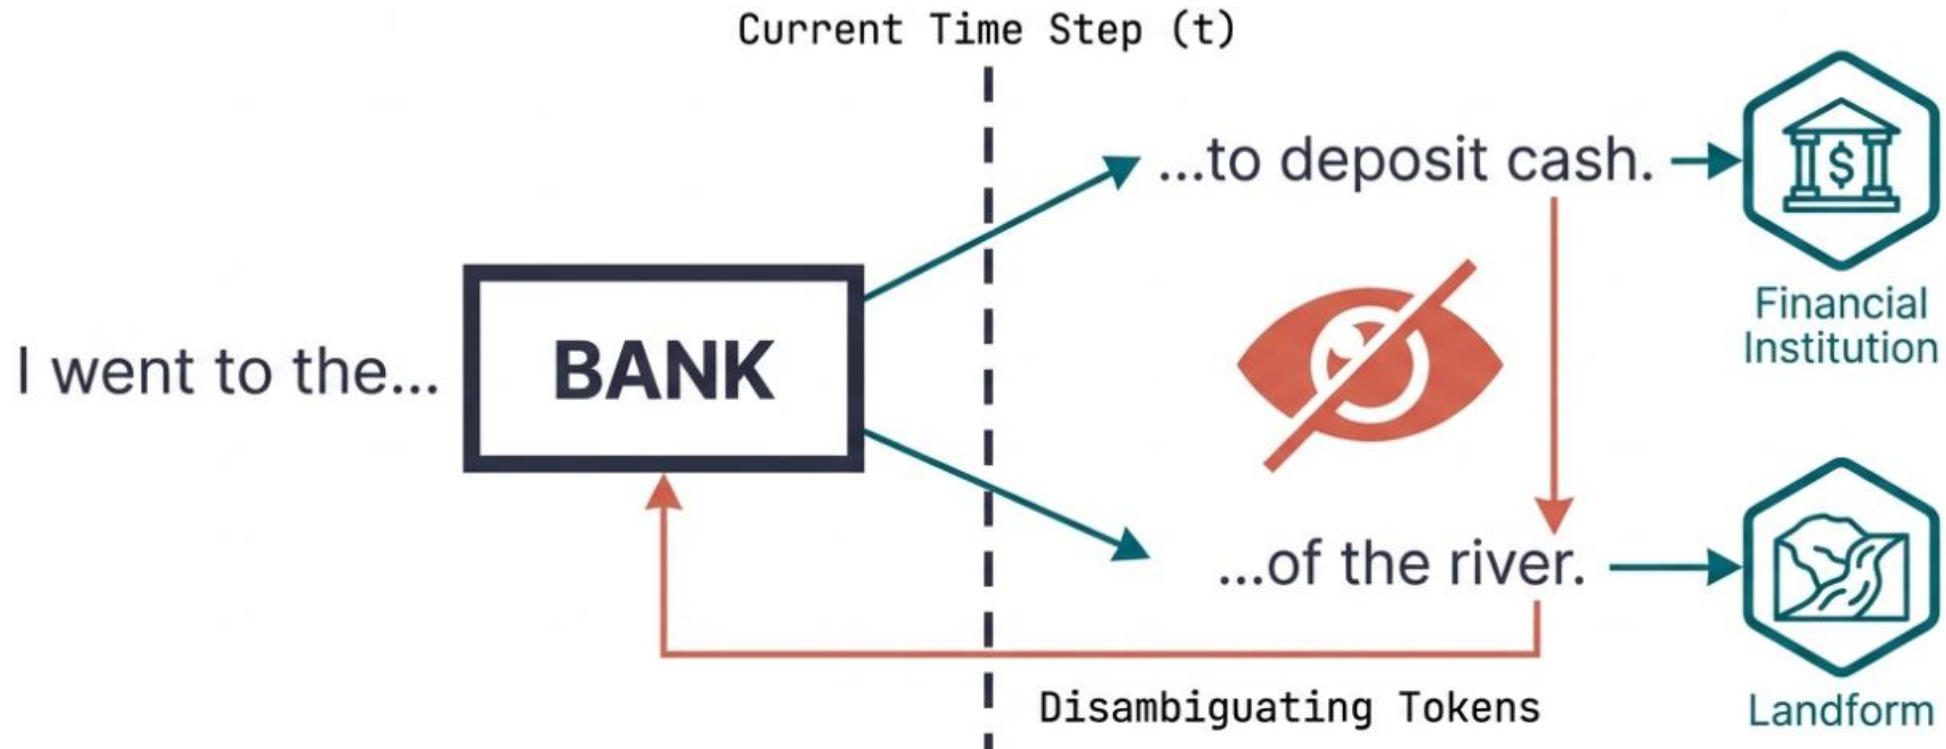 Current Time Step (t)
...to deposit cash.
$
Financial
Institution
I went to the...
BANK
...of the river.
Disambiguating Tokens
Landform